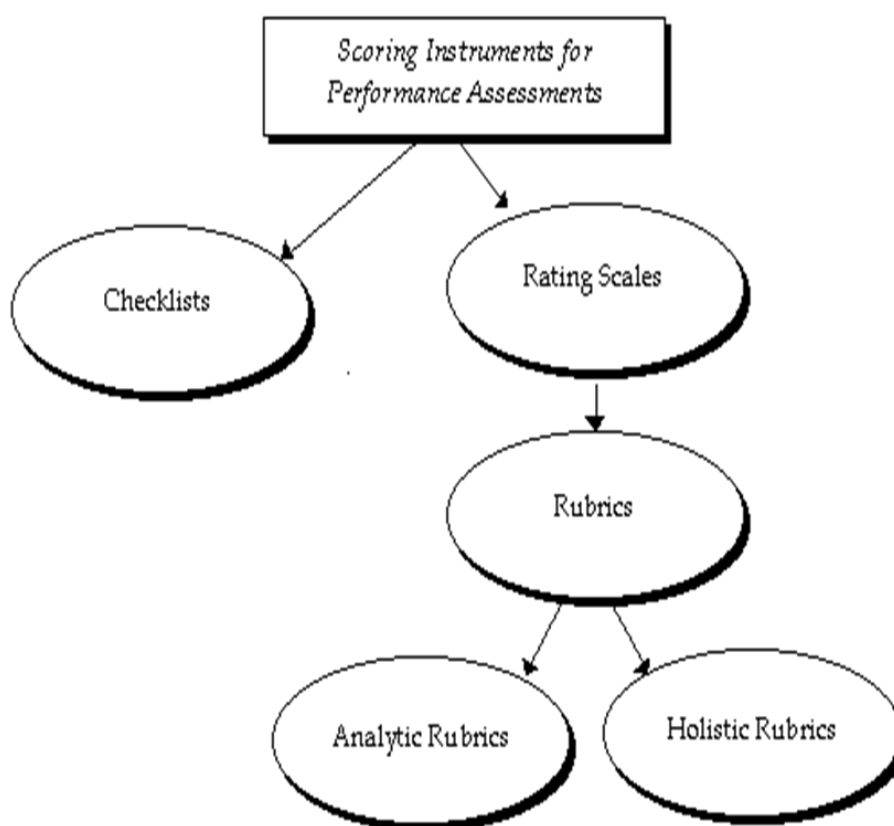 Scoring Instruments for
Performance Assessments
Checklists
Rating Scales
Rubrics
Analytic Rubrics
Holistic Rubrics